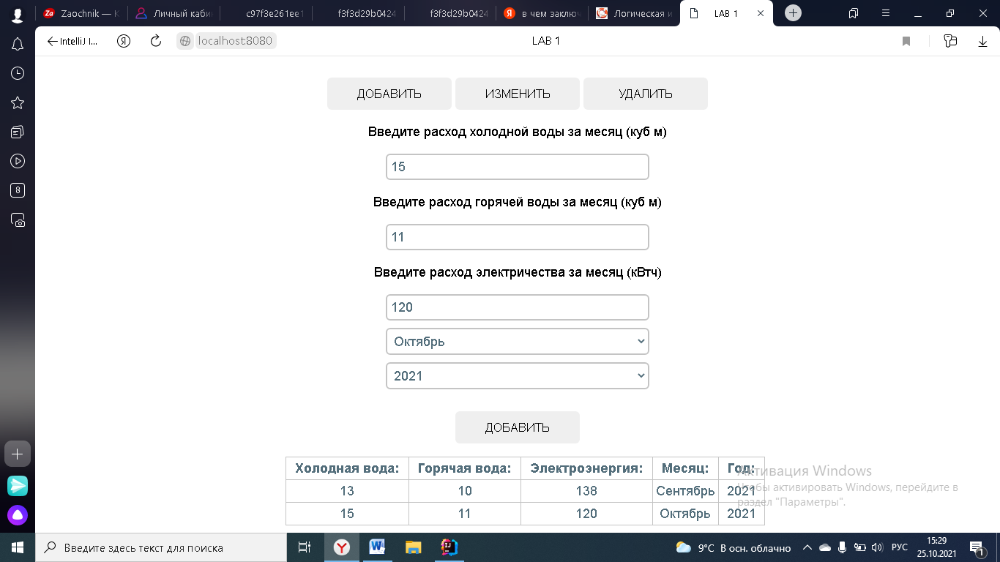 Zaochnik — К
Личный каби
c97f3e261ee1
f3f3d29b0424
f3f3d29b0424
в чем заключ
Логическая и
LAB 1
IntelliJ I...
localhost:8080
LAB 1
8
ДОБАВИТЬ ИЗМЕНИТЬ УДАЛИТЬ
Введите расход холодной воды за месяц (куб м)
15
Введите расход горячей воды за месяц (куб м)
11
Введите расход электричества за месяц (кВтч)
120
Октябрь
2021
ДОБАВИТЬ
Холодная вода: Горячая вода: Электроэнергия: Месяц: Год:
13 10 138 Сентябрь 2021
15 11 120 Октябрь 2021
Активация Windows
Чтобы активировать Windows, перейдите в
раздел "Параметры".
Введите здесь текст для поиска
9°C В осн. облачно
РУС
15:29
25.10.2021
1